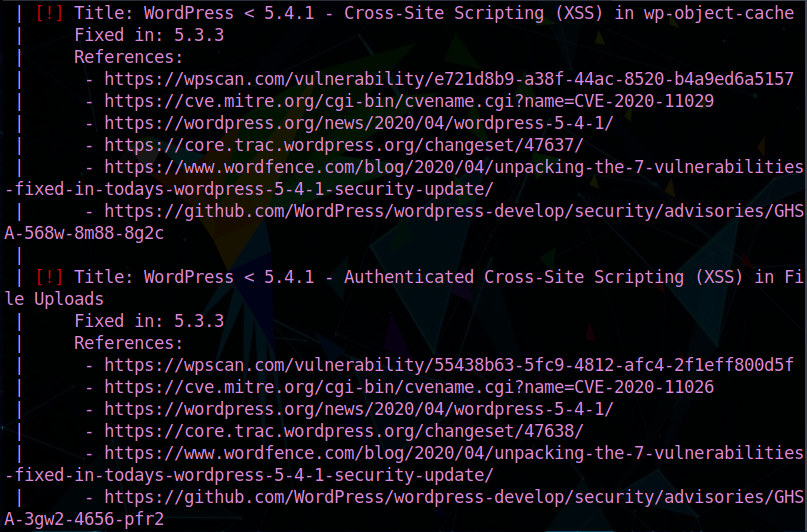 | [!] Title: WordPress < 5.4.1 - Cross-Site Scripting (XSS) in wp-object-cache
|     Fixed in: 5.3.3
|     References:
|      - https://wpscan.com/vulnerability/e721d8b9-a38f-44ac-8520-b4a9ed6a5157
|      - https://cve.mitre.org/cgi-bin/cvename.cgi?name=CVE-2020-11029
|      - https://wordpress.org/news/2020/04/wordpress-5-4-1/
|      - https://core.trac.wordpress.org/changeset/47637/
|      - https://www.wordfence.com/blog/2020/04/unpacking-the-7-vulnerabilities
-fixed-in-todays-wordpress-5-4-1-security-update/
|      - https://github.com/WordPress/wordpress-develop/security/advisories/GHS
A-568w-8m88-8g2c
|
| [!] Title: WordPress < 5.4.1 - Authenticated Cross-Site Scripting (XSS) in Fi
le Uploads
|     Fixed in: 5.3.3
|     References:
|      - https://wpscan.com/vulnerability/55438b63-5fc9-4812-afc4-2f1eff800d5f
|      - https://cve.mitre.org/cgi-bin/cvename.cgi?name=CVE-2020-11026
|      - https://wordpress.org/news/2020/04/wordpress-5-4-1/
|      - https://core.trac.wordpress.org/changeset/47638/
|      - https://www.wordfence.com/blog/2020/04/unpacking-the-7-vulnerabilities
-fixed-in-todays-wordpress-5-4-1-security-update/
|      - https://github.com/WordPress/wordpress-develop/security/advisories/GHS
A-3gw2-4656-pfr2